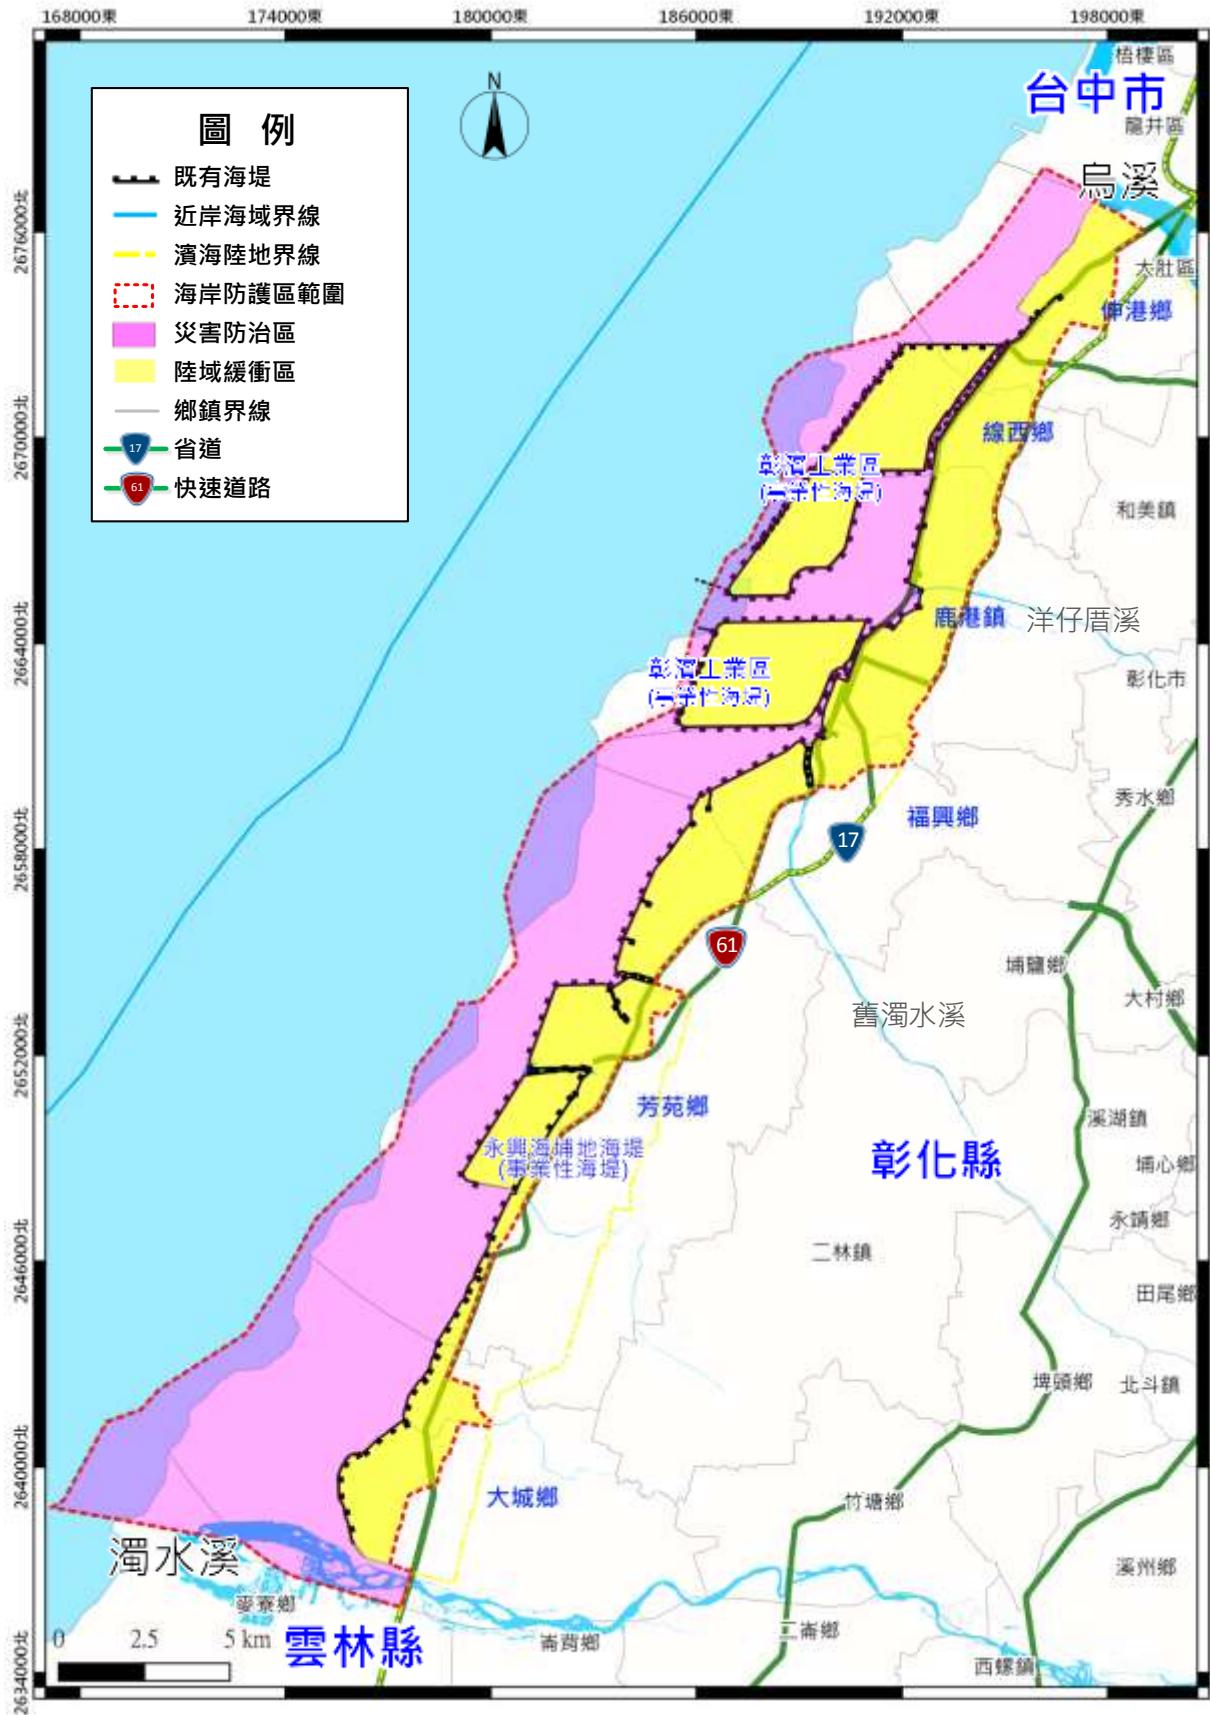 168000東 174000東 180000東 186000東 192000東 198000東
梧棲區
台中市
龍井區
N
圖 例
既有海堤
近岸海域界線
濱海陸地界線
海岸防護區範圍
災害防治區
陸域緩衝區
鄉鎮界線
17 省道
61 快速道路
烏溪
2676000北
大肚區
伸港鄉
2670000北
線西鄉
彰濱工業區
(事業性海堤)
和美鎮
鹿港鎮
洋仔厝溪
2664000北
彰濱工業區
(事業性海堤)
彰化市
秀水鄉
福興鄉
17
2658000北
61
埔鹽鄉
大村鄉
舊濁水溪
2652000北
芳苑鄉
溪湖鎮
永興海埔地海堤
(事業性海堤)
彰化縣
埔心鄉
永靖鄉
二林鎮
2646000北
田尾鄉
埤頭鄉
北斗鎮
2640000北
大城鄉
竹塘鄉
濁水溪
溪州鄉
麥寮鄉
0 2.5 5 km
雲林縣
崙背鄉
二崙鄉
西螺鎮
2634000北